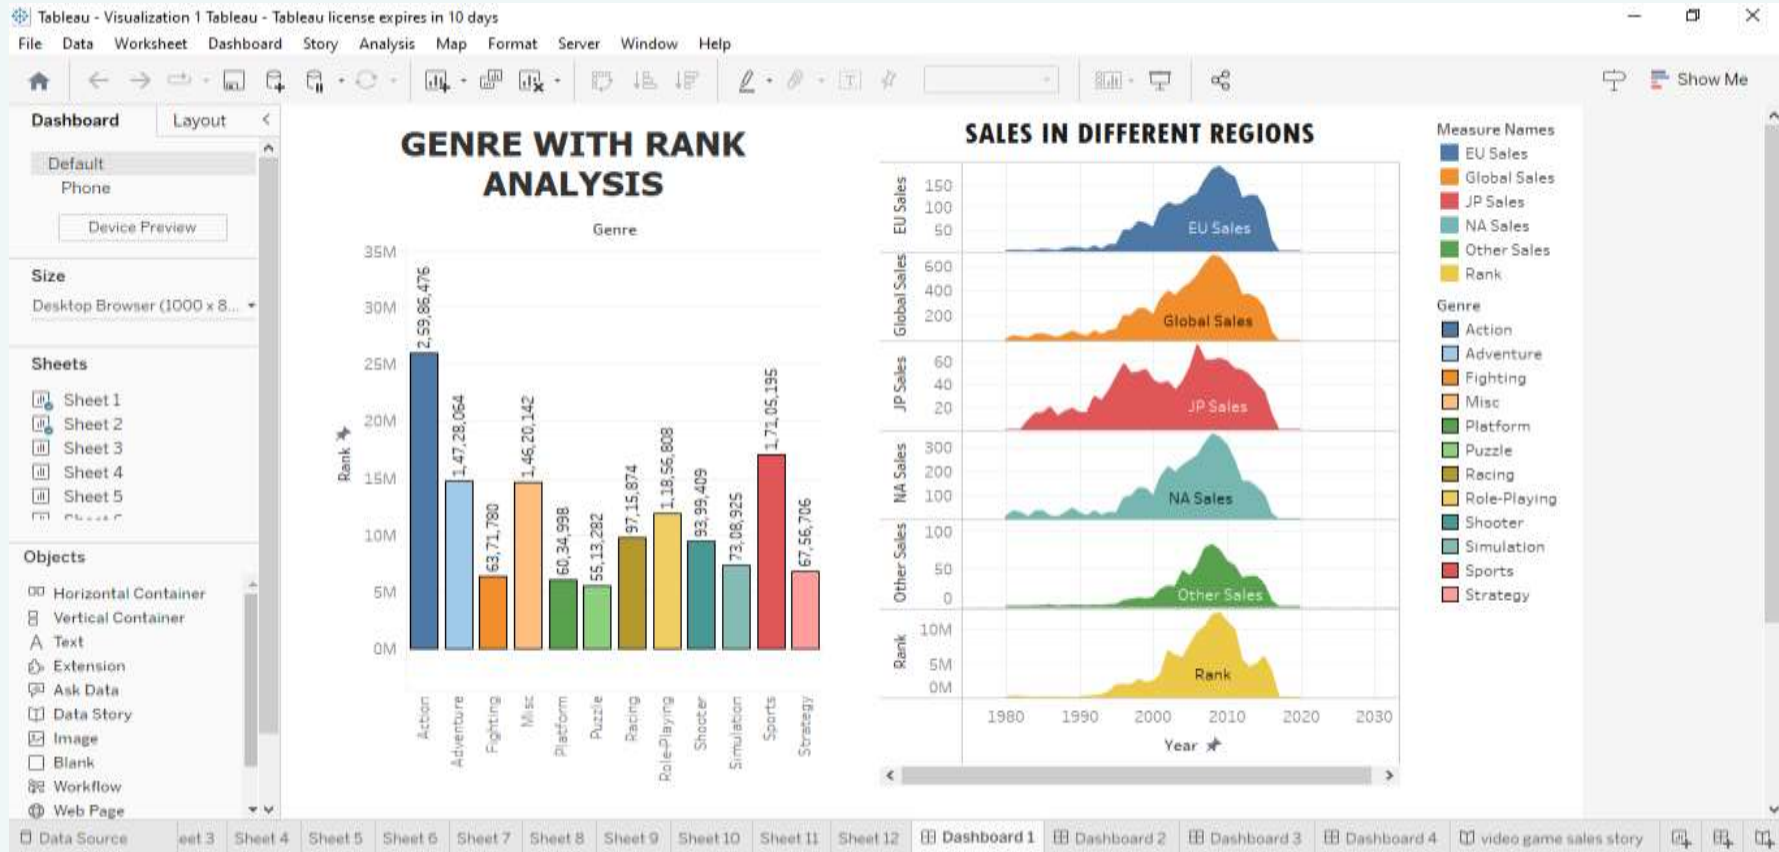 Tableau - Visualization 1 Tableau - Tableau license expires in 10 days
File Data Worksheet Dashboard Story Analysis Map Format Server Window Help
Show Me
Dashboard Layout
Default
Phone
Device Preview
Size
Desktop Browser (1000 x 8...
Sheets
Sheet 1
Sheet 2
Sheet 3
Sheet 4
Sheet 5
Objects
Horizontal Container
Vertical Container
Text
Extension
Ask Data
Data Story
Image
Blank
Workflow
Web Page
GENRE WITH RANK
ANALYSIS
Genre
Rank
35M
30M
25M
20M
15M
10M
5M
0M
2,59,86,476
1,47,28,064
63,71,780
1,46,20,142
60,34,998
55,13,282
97,15,874
1,18,56,808
93,99,409
73,08,925
1,71,05,195
67,56,706
Action
Adventure
Fighting
Misc
Platform
Puzzle
Racing
Role-Playing
Shooter
Simulation
Sports
Strategy
SALES IN DIFFERENT REGIONS
EU Sales
150
100
50
EU Sales
Global Sales
600
400
200
Global Sales
JP Sales
60
40
20
JP Sales
NA Sales
300
200
100
NA Sales
Other Sales
100
50
0
Other Sales
Rank
10M
5M
0M
Rank
1980 1990 2000 2010 2020 2030
Year
Measure Names
EU Sales
Global Sales
JP Sales
NA Sales
Other Sales
Rank
Genre
Action
Adventure
Fighting
Misc
Platform
Puzzle
Racing
Role-Playing
Shooter
Simulation
Sports
Strategy
Data Source eet 3 Sheet 4 Sheet 5 Sheet 6 Sheet 7 Sheet 8 Sheet 9 Sheet 10 Sheet 11 Sheet 12 Dashboard 1 Dashboard 2 Dashboard 3 Dashboard 4 video game sales story